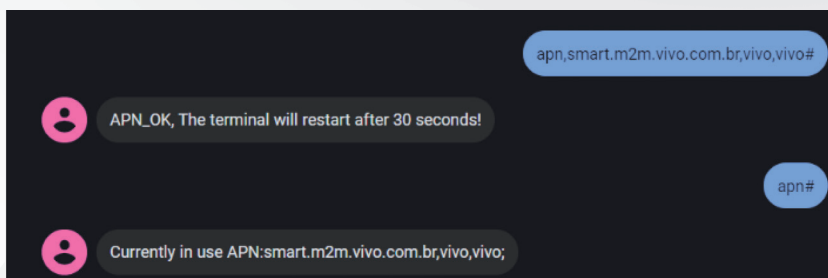 apn,smart.m2m.vivo.com.br,vivo,vivo#
APN_OK, The terminal will restart after 30 seconds!
apn#
Currently in use APN:smart.m2m.vivo.com.br,vivo,vivo;